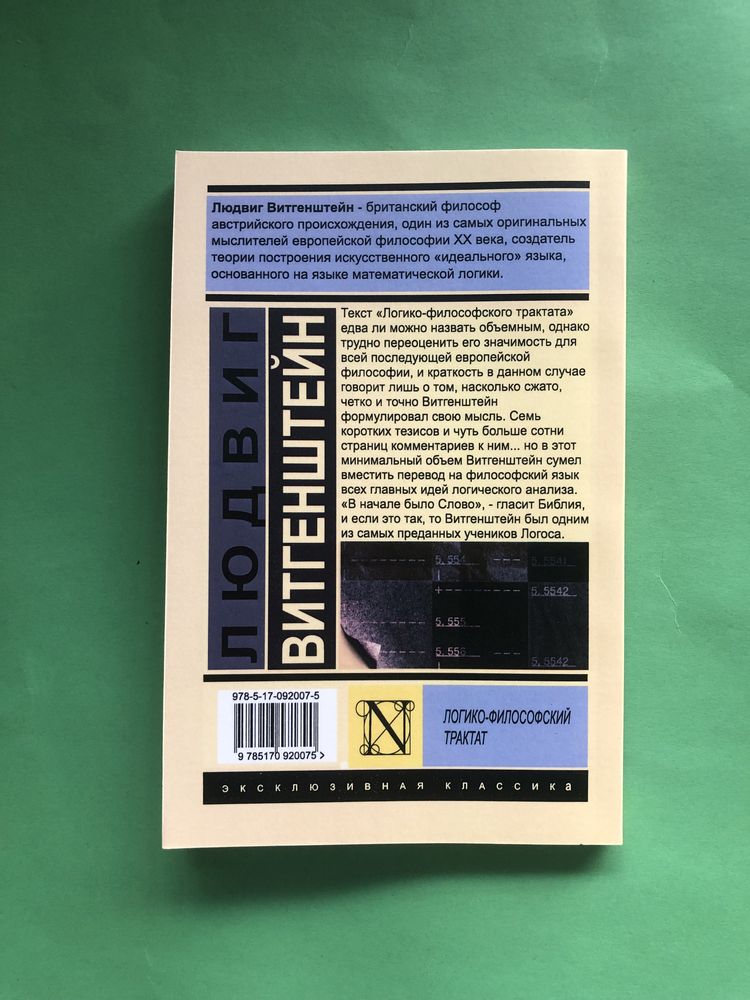 Людвиг Витгенштейн - британский философ
австрийского происхождения, один из самых оригинальных
мыслителей европейской философии XX века, создатель
теории построения искусственного «идеального» языка,
основанного на языке математической логики.
ЛЮДВИГ
ВИТГЕНШТЕЙН
Текст «Логико-философского трактата»
едва ли можно назвать объемным, однако
трудно переоценить его значимость для
всей последующей европейской
философии, и краткость в данном случае
говорит лишь о том, насколько сжато,
четко и точно Витгенштейн
формулировал свою мысль. Семь
коротких тезисов и чуть больше сотни
страниц комментариев к ним... но в этот
минимальный объем Витгенштейн сумел
вместить перевод на философский язык
всех главных идей логического анализа.
«В начале было Слово», - гласит Библия,
и если это так, то Витгенштейн был одним
из самых преданных учеников Логоса.
5.554 5.5541
5.5542
5.555
5.556
5.5542
978-5-17-092007-5
9 785170 920075 >
N
ЛОГИКО-ФИЛОСОФСКИЙ
ТРАКТАТ
ЭКСКЛЮЗИВНАЯ КЛАССИКа